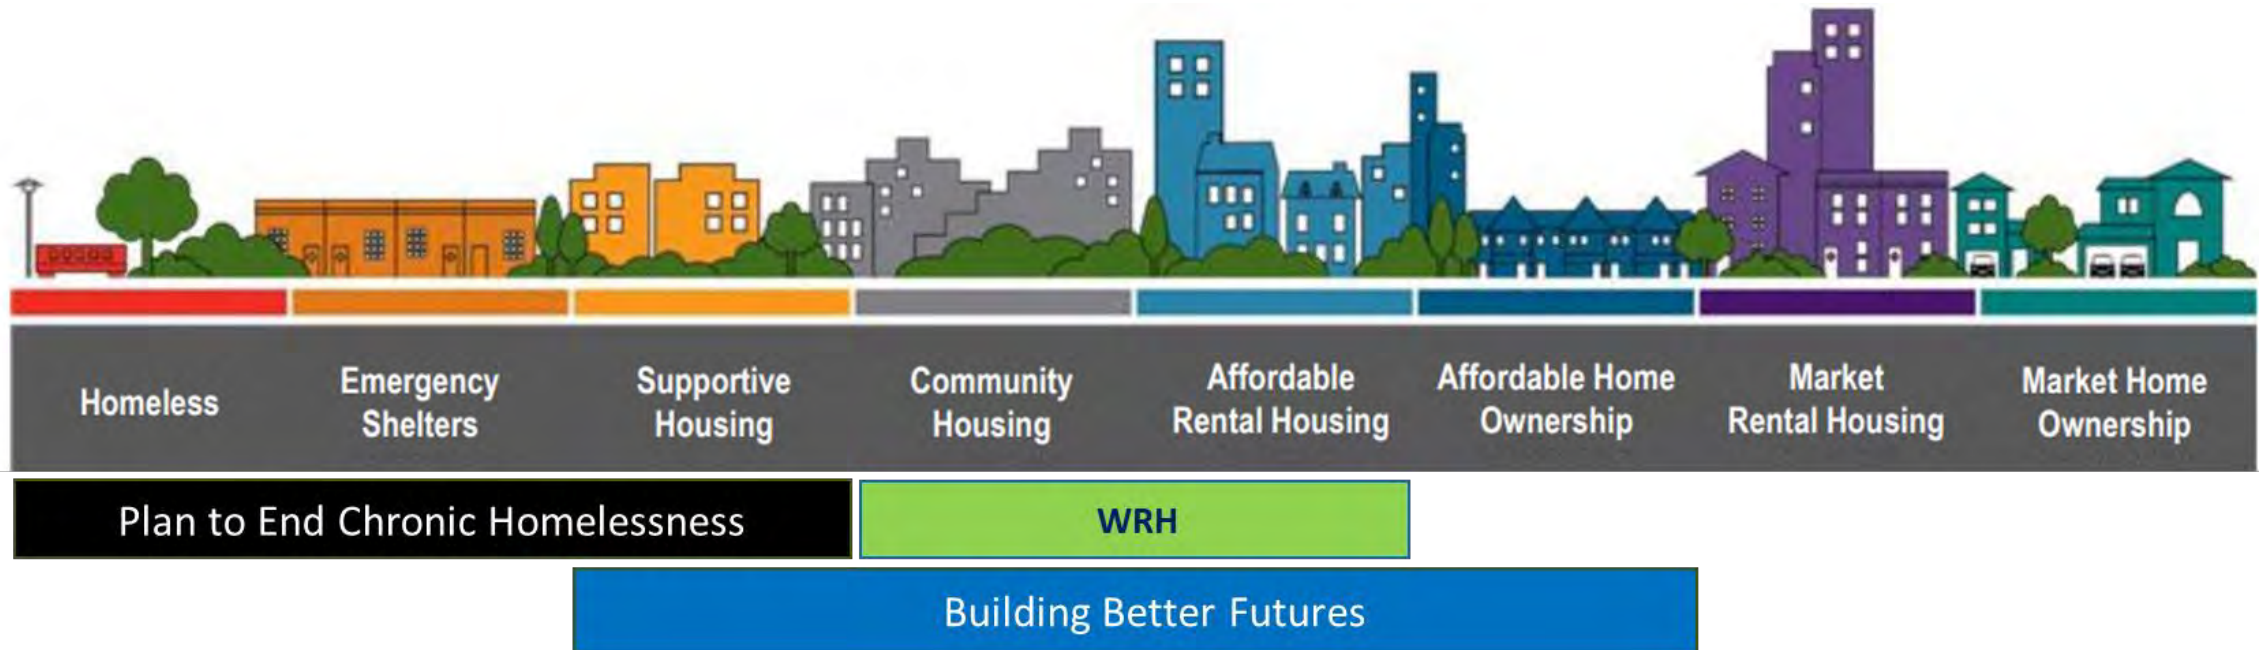 Homeless
Emergency
Shelters
Supportive
Housing
Community
Housing
Affordable
Rental Housing
Affordable Home
Ownership
Market
Rental Housing
Market Home
Ownership
Plan to End Chronic Homelessness
WRH
Building Better Futures